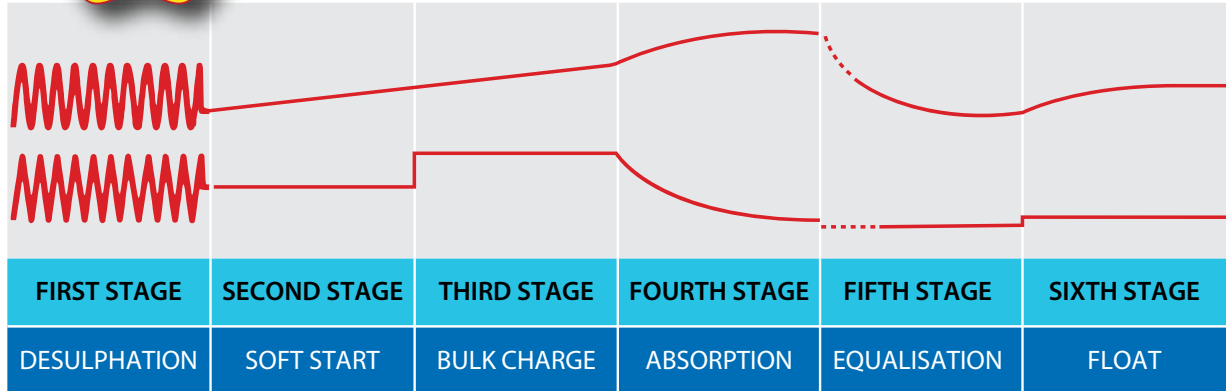 FIRST STAGE SECOND STAGE THIRD STAGE FOURTH STAGE FIFTH STAGE SIXTH STAGE
DESULPHATION SOFT START BULK CHARGE ABSORPTION EQUALISATION FLOAT